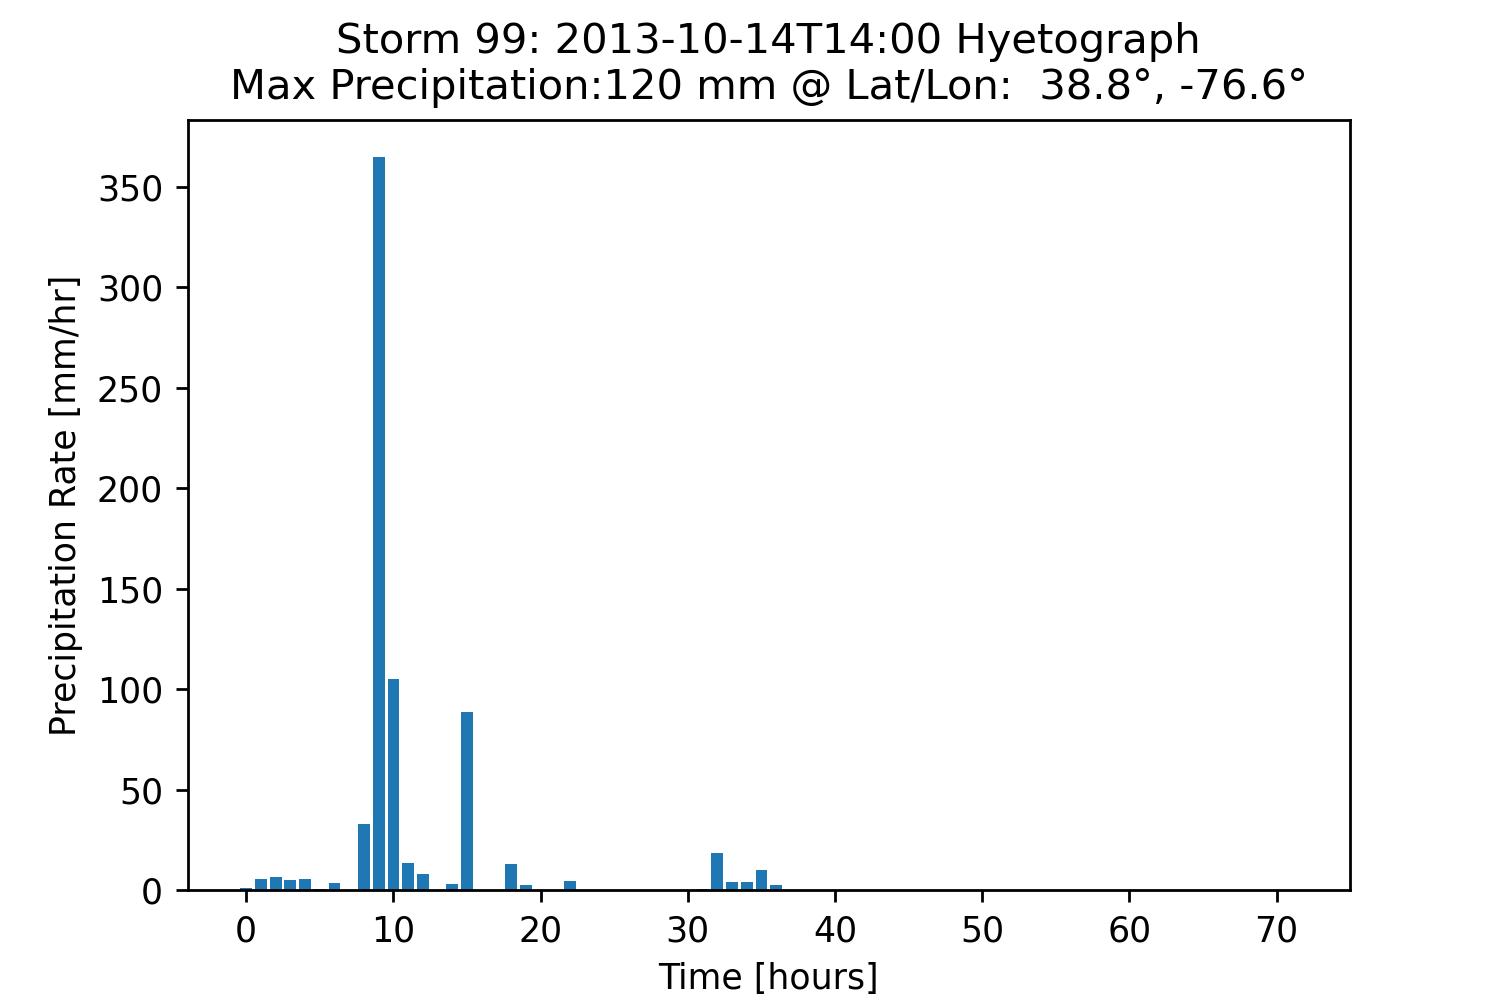 Storm 99: 2013-10-14T14:00 Hyetograph
Max Precipitation:120 mm @ Lat/Lon:  38.8°, -76.6°
Precipitation Rate [mm/hr]
350
300
250
200
150
100
50
0
0 10 20 30 40 50 60 70
Time [hours]